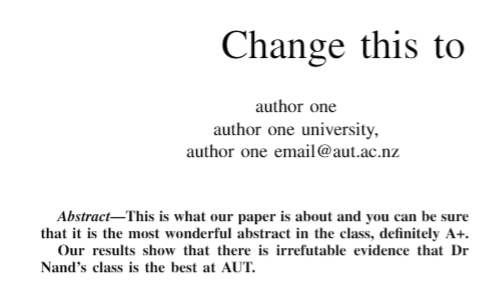 Change this to
author one
author one university,
author one email@aut.ac.nz
Abstract—This is what our paper is about and you can be sure
that it is the most wonderful abstract in the class, definitely A+.
Our results show that there is irrefutable evidence that Dr
Nand's class is the best at AUT.